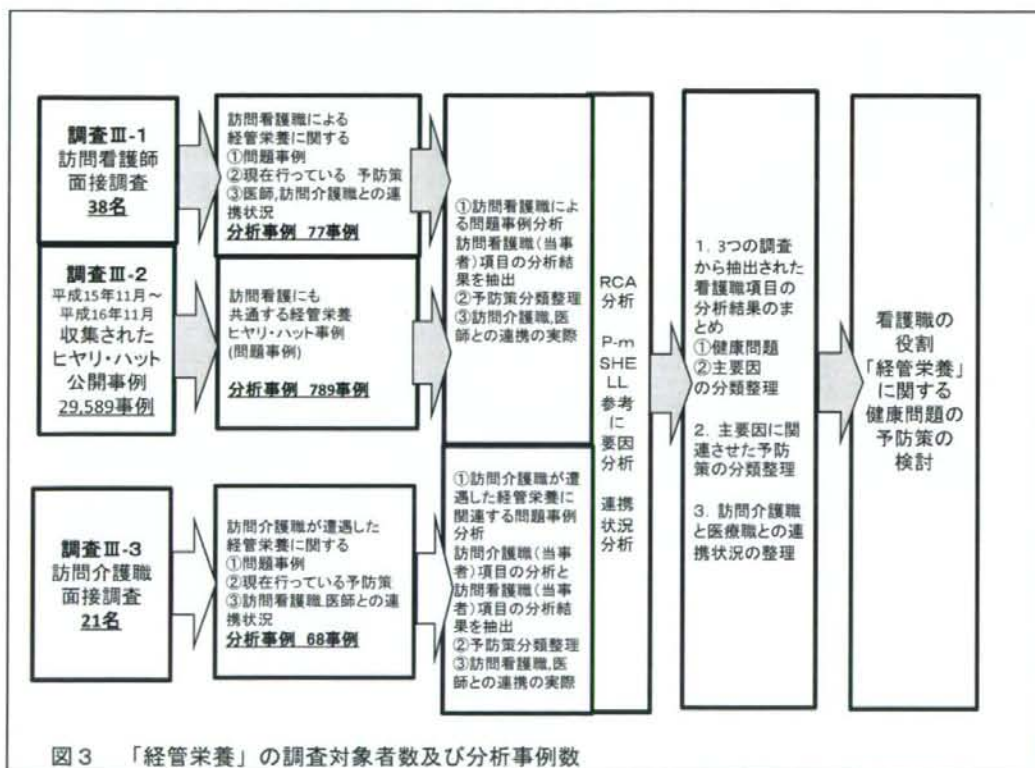 調査Ⅲ-1
訪問看護師
面接調査
38名
訪問看護職による
経管栄養に関する
①問題事例
②現在行っている 予防策
③医師,訪問介護職との連
携状況
分析事例 77事例
調査Ⅲ-2
平成15年11月～
平成16年11月
収集された
ヒヤリ・ハット
公開事例
29,589事例
訪問看護にも
共通する経管栄養
ヒヤリ・ハット事例
(問題事例)
分析事例 789事例
調査Ⅲ-3
訪問介護職
面接調査
21名
訪問介護職が遭遇した
経管栄養に関する
①問題事例
②現在行っている予防策
③訪問看護職,医師との連
携状況
分析事例 68事例
①訪問看護職によ
る問題事例分析
訪問看護職(当事
者)項目の分析結
果を抽出
②予防策分類整理
③訪問介護職,医
師との連携の実際
①訪問介護職が遭
遇した経管栄養に
関連する問題事例
分析
訪問介護職(当事
者)項目の分析と
訪問看護職(当事
者)項目の分析結
果を抽出
②予防策分類整理
③訪問看護職,医
師との連携の実際
RCA
分析
P-m
SHE
LL
参考
に
要因
分析
連携
状況
分析
1．3つの調査
から抽出された
看護職項目の
分析結果のまと
め
①健康問題
②主要因
の分類整理
2．主要因に関
連させた予防
策の分類整理
3．訪問介護職
と医療職との連
携状況の整理
看護職の
役割
「経管栄養」
に関する
健康問題の
予防策の
検討
図3 「経管栄養」の調査対象者数及び分析事例数